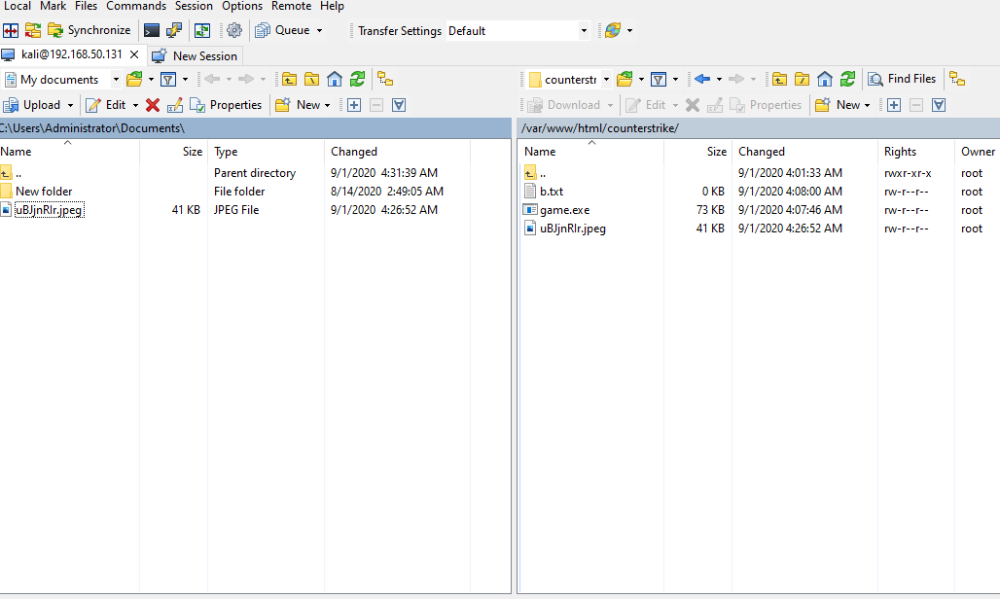 Local Mark Files Commands Session Options Remote Help
Synchronize Queue Transfer Settings Default
kali@192.168.50.131 New Session
My documents counterstr Find Files
Upload Edit Properties New Download Edit Properties New
C:\Users\Administrator\Documents\ /var/www/html/counterstrike/
Name Size Type Changed Name Size Changed Rights Owner
.. Parent directory 9/1/2020 4:31:39 AM .. 9/1/2020 4:01:33 AM rwxr-xr-x root
New folder File folder 8/14/2020 2:49:05 AM b.txt 0 KB 9/1/2020 4:08:00 AM rw-r--r-- root
uBJjnRlr.jpeg 41 KB JPEG File 9/1/2020 4:26:52 AM game.exe 73 KB 9/1/2020 4:07:46 AM rw-r--r-- root
uBJjnRlr.jpeg 41 KB 9/1/2020 4:26:52 AM rw-r--r-- root